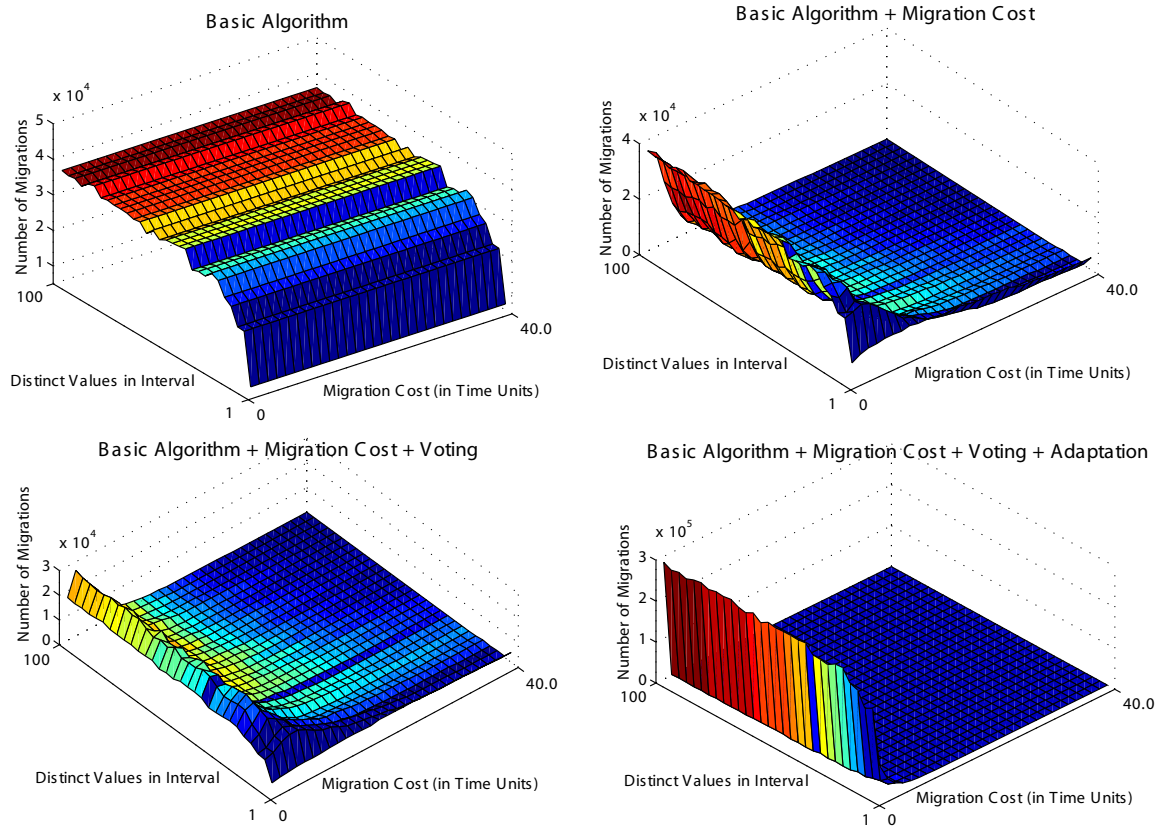 Basic Algorithm
x 10^4
5
4
3
2
1
100
Number of Migrations
Distinct Values in Interval
1
0
Migration Cost (in Time Units)
40.0
Basic Algorithm + Migration Cost
x 10^4
4
2
0
100
Number of Migrations
Distinct Values in Interval
1
0
Migration Cost (in Time Units)
40.0
Basic Algorithm + Migration Cost + Voting
x 10^4
3
2
1
0
100
Number of Migrations
Distinct Values in Interval
1
0
Migration Cost (in Time Units)
40.0
Basic Algorithm + Migration Cost + Voting + Adaptation
x 10^5
3
2
1
0
100
Number of Migrations
Distinct Values in Interval
1
0
Migration Cost (in Time Units)
40.0